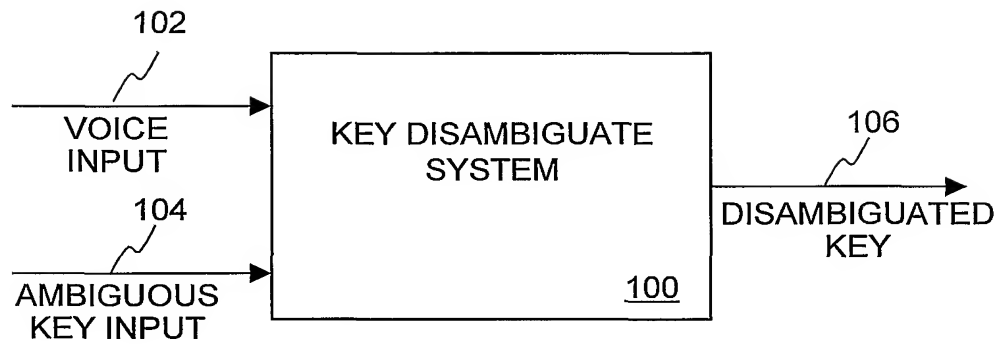 102
VOICE
INPUT
104
AMBIGUOUS
KEY INPUT
KEY DISAMBIGUATE
SYSTEM
100
106
DISAMBIGUATED
KEY